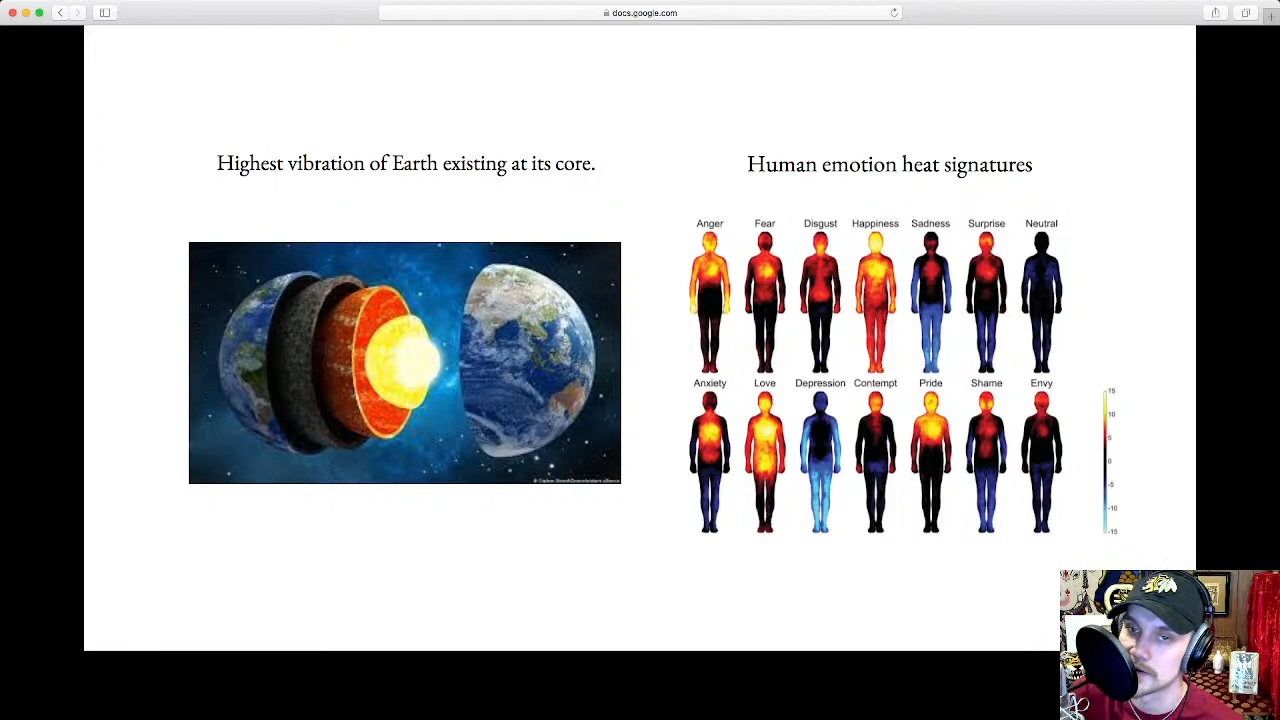 docs.google.com
Highest vibration of Earth existing at its core.
Human emotion heat signatures
Anger Fear Disgust Happiness Sadness Surprise Neutral
Anxiety Love Depression Contempt Pride Shame Envy
15
10
5
0
-5
-10
-15